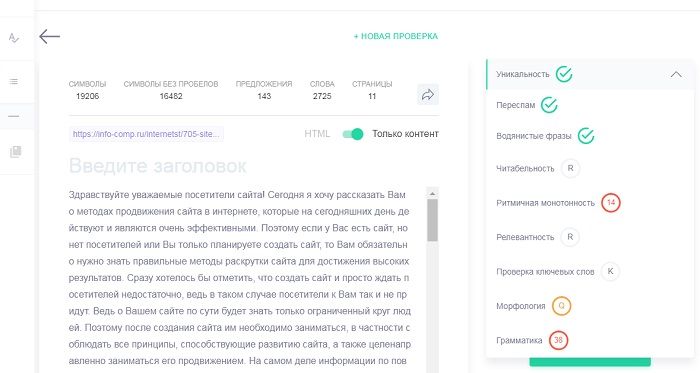 + НОВАЯ ПРОВЕРКА
СИМВОЛЫ СИМВОЛЫ БЕЗ ПРОБЕЛОВ ПРЕДЛОЖЕНИЯ СЛОВА СТРАНИЦЫ
19206 16482 143 2725 11
https://info-comp.ru/internetst/705-site...
HTML Только контент
Введите заголовок
Здравствуйте уважаемые посетители сайта! Сегодня я хочу рассказать Вам
о методах продвижения сайта в интернете, которые на сегодняшних день де
йствуют и являются очень эффективными. Поэтому если у Вас есть сайт, но
нет посетителей или Вы только планируете создать сайт, то Вам обязательн
о нужно знать правильные методы раскрутки сайта для достижения высоких
результатов. Сразу хотелось бы отметить, что создать сайт и просто ждать п
осетителей недостаточно, ведь в таком случае посетители к Вам так и не пр
идут. Ведь о Вашем сайте по сути будет знать только ограниченный круг люд
ей. Поэтому после создания сайта им необходимо заниматься, в частности с
облюдать все принципы, способствующие развитию сайта, а также целенапр
авленно заниматься его продвижением. На самом деле информации по пов
Уникальность
Переспам
Водянистые фразы
Читабельность R
Ритмичная монотонность 14
Релевантность R
Проверка ключевых слов K
Морфология Q
Грамматика 38